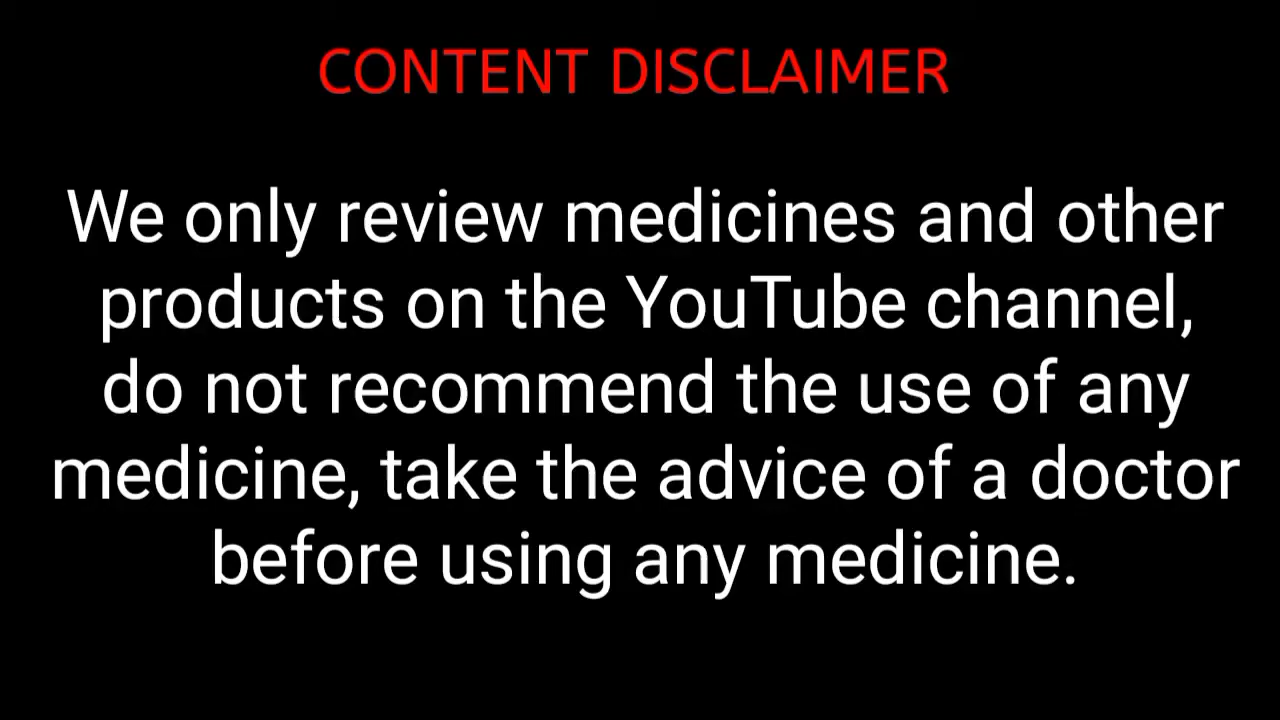 CONTENT DISCLAIMER
We only review medicines and other
products on the YouTube channel,
do not recommend the use of any
medicine, take the advice of a doctor
before using any medicine.